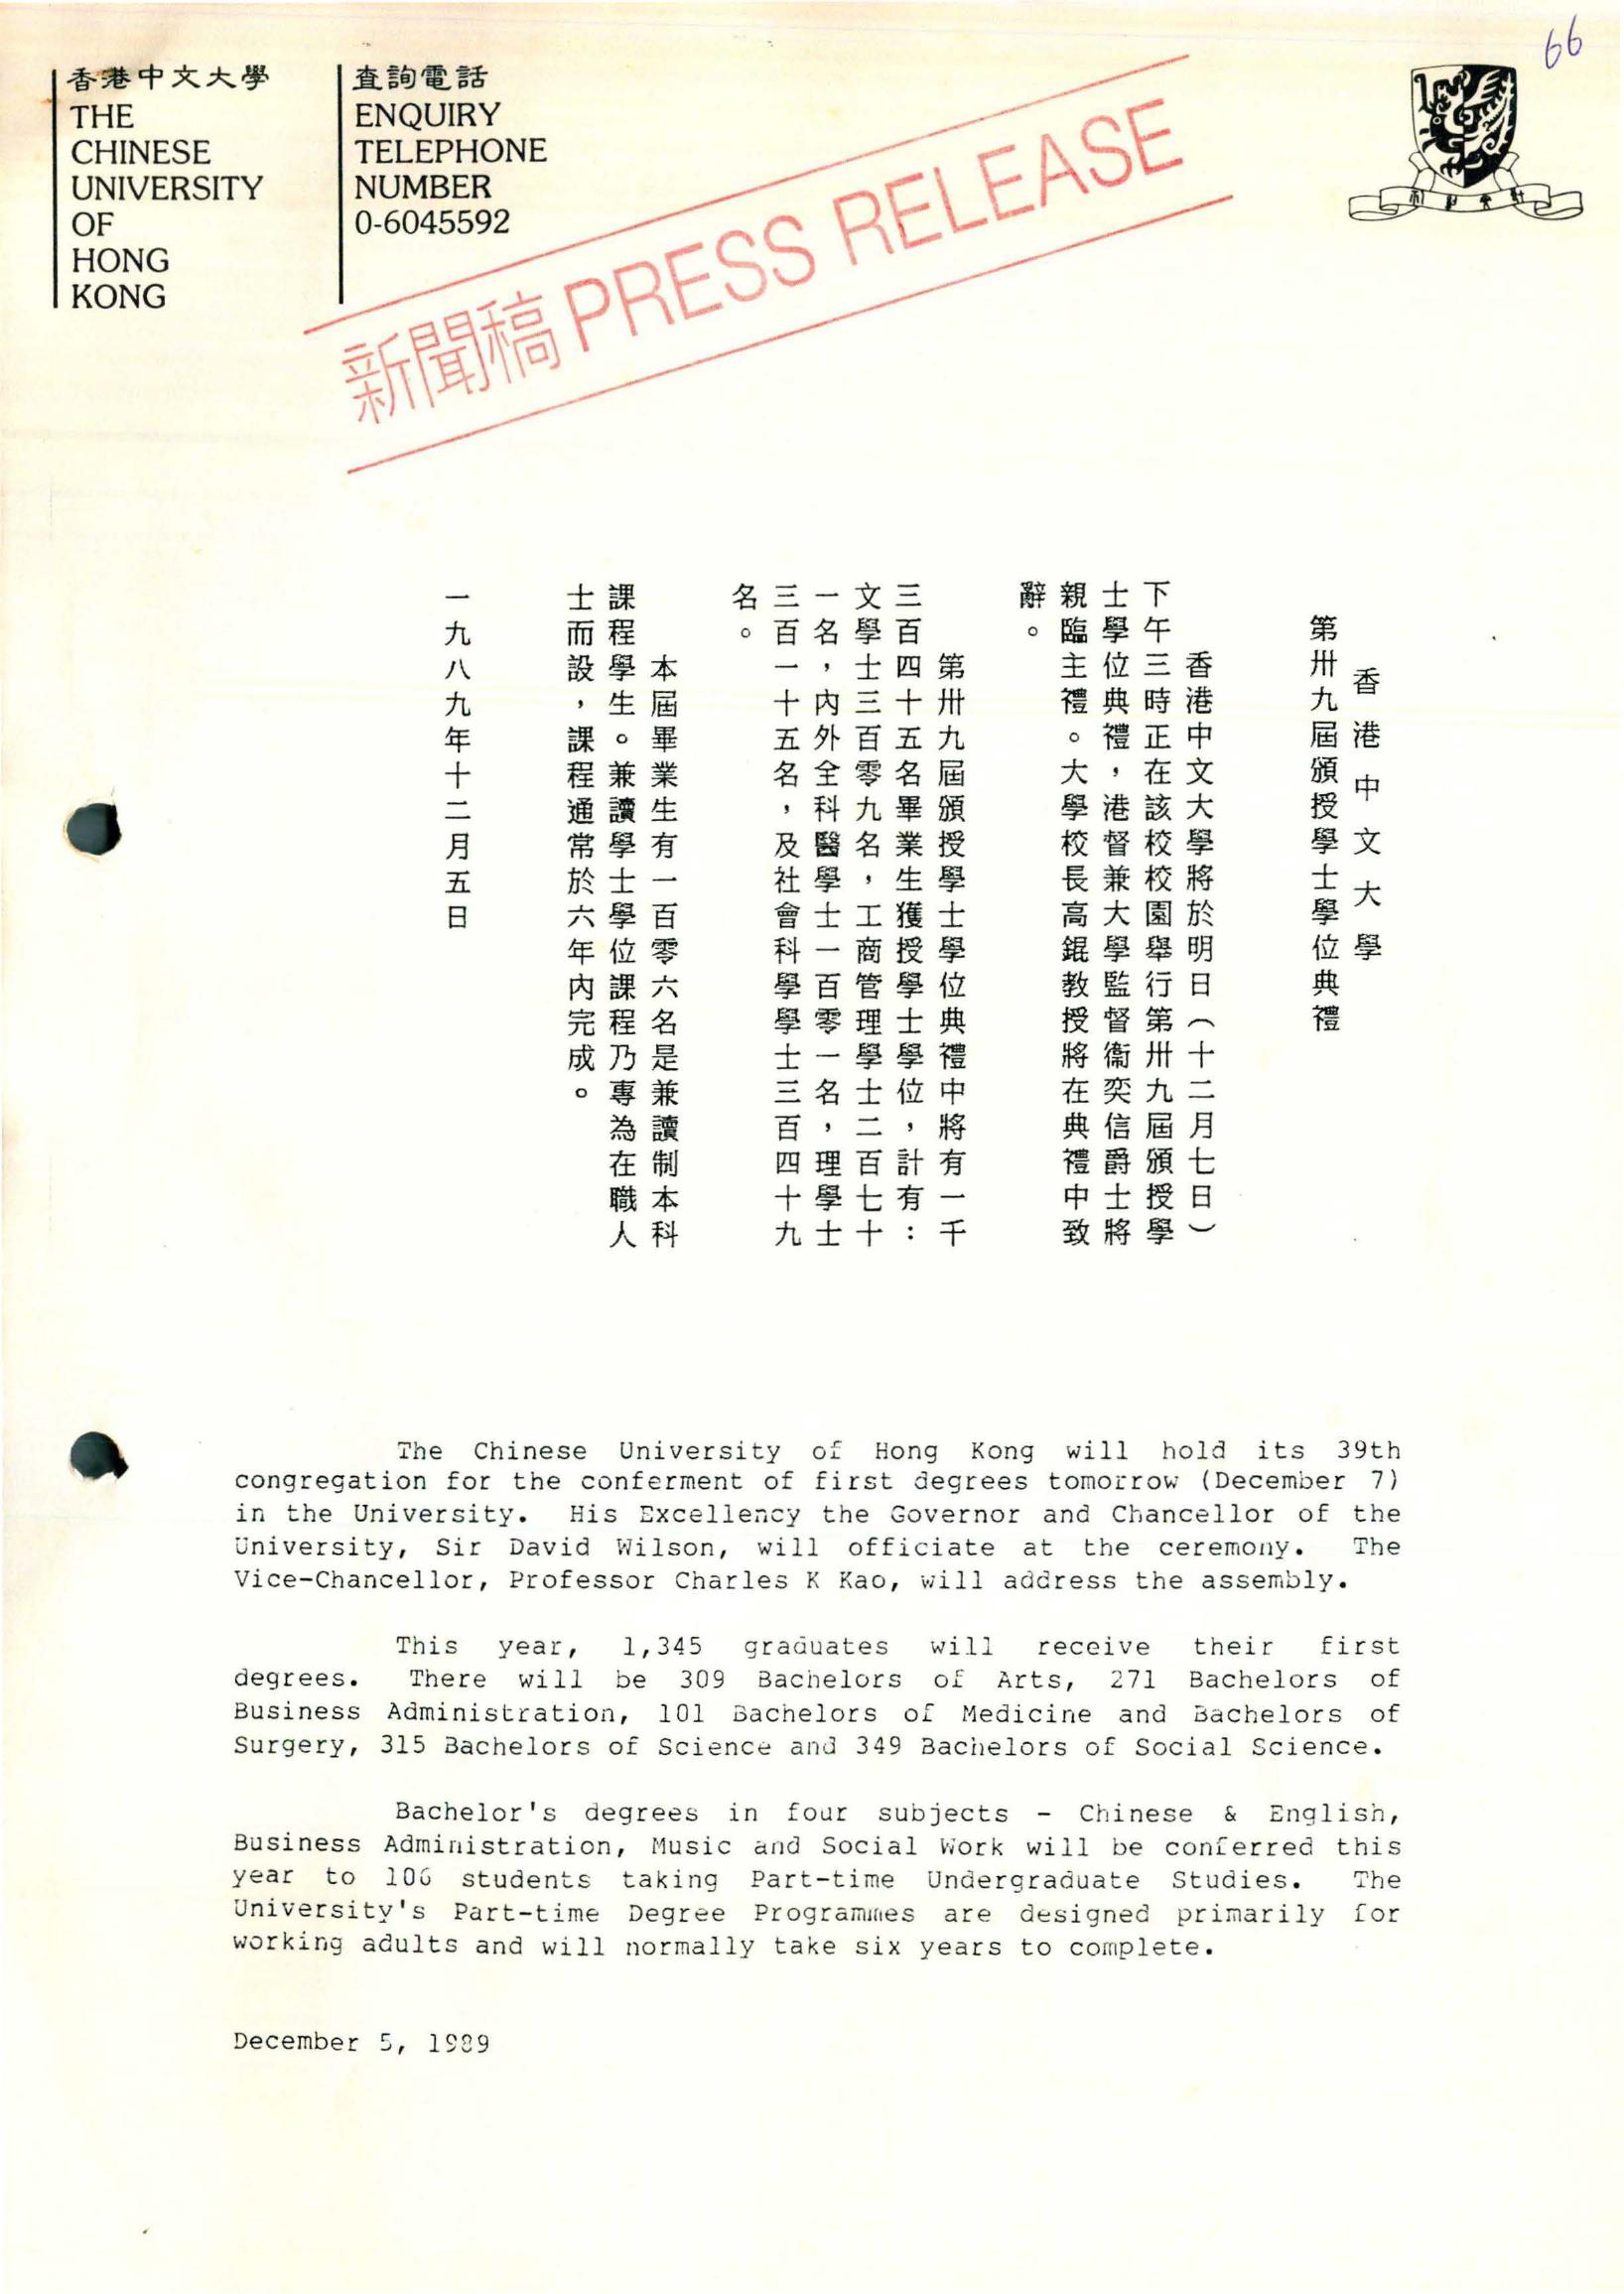 66
香港中文大學
THE
CHINESE
UNIVERSITY
OF
HONG
KONG
查詢電話
ENQUIRY
TELEPHONE
NUMBER
0-6045592
新聞稿 PRESS RELEASE
香港中文大學
第卅九屆頒授學士學位典禮
香港中文大學將於明日(十二月七日)
下午三時正在該校校園舉行第卅九屆頒授學
士學位典禮,港督兼大學監督衞奕信爵士將
親臨主禮。大學校長高錕教授將在典禮中致
辭。
第卅九屆頒授學士學位典禮中將有一千
三百四十五名畢業生獲授學士學位,計有:
文學士三百零九名,工商管理學士二百七十
一名,內外全科醫學士一百零一名,理學士
三百一十五名,及社會科學學士三百四十九
名。
本屆畢業生有一百零六名是兼讀制本科
課程學生。兼讀學士學位課程乃專為在職人
士而設,課程通常於六年內完成。
一九八九年十二月五日
The Chinese University of Hong Kong will hold its 39th
congregation for the conferment of first degrees tomorrow (December 7)
in the University. His Excellency the Governor and Chancellor of the
University, Sir David Wilson, will officiate at the ceremony. The
Vice-Chancellor, Professor Charles K Kao, will address the assembly.
This year, 1,345 graduates will receive their first
degrees. There will be 309 Bachelors of Arts, 271 Bachelors of
Business Administration, 101 Bachelors of Medicine and Bachelors of
Surgery, 315 Bachelors of Science and 349 Bachelors of Social Science.
Bachelor's degrees in four subjects - Chinese & English,
Business Administration, Music and Social Work will be conferred this
year to 106 students taking Part-time Undergraduate Studies. The
University's Part-time Degree Programmes are designed primarily for
working adults and will normally take six years to complete.
December 5, 1989